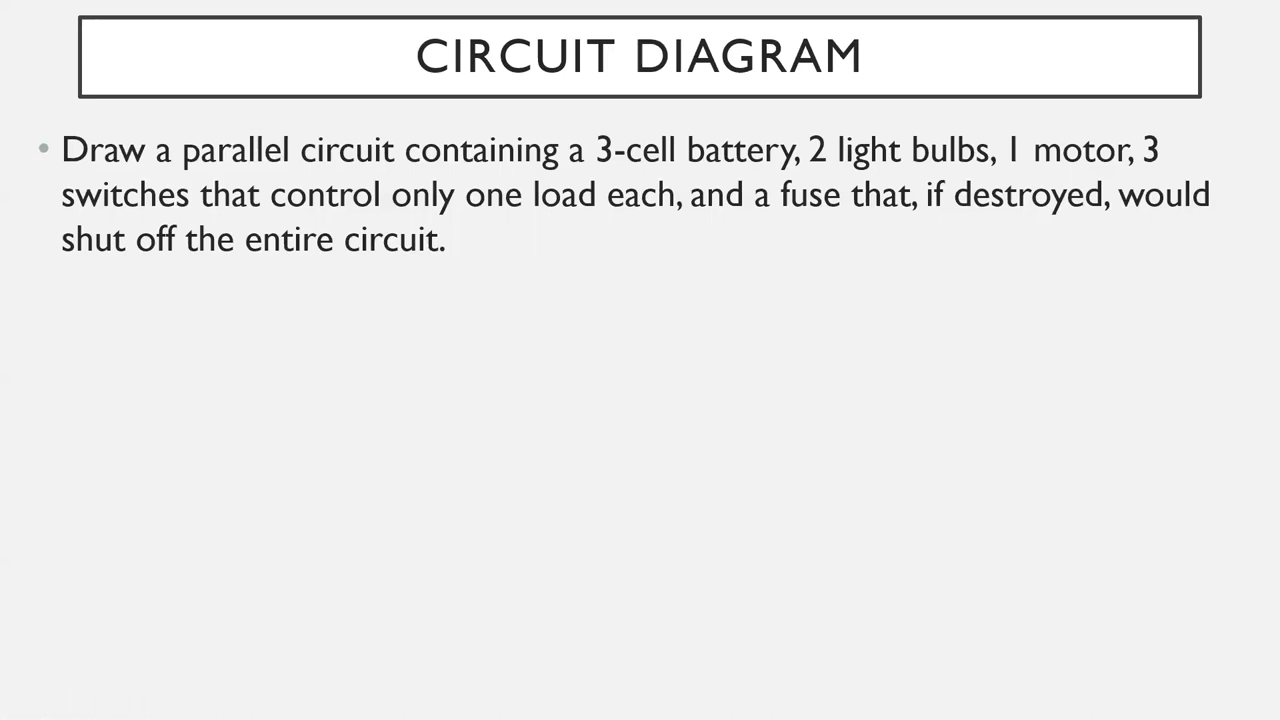 CIRCUIT DIAGRAM
• Draw a parallel circuit containing a 3-cell battery, 2 light bulbs, 1 motor, 3
switches that control only one load each, and a fuse that, if destroyed, would
shut off the entire circuit.